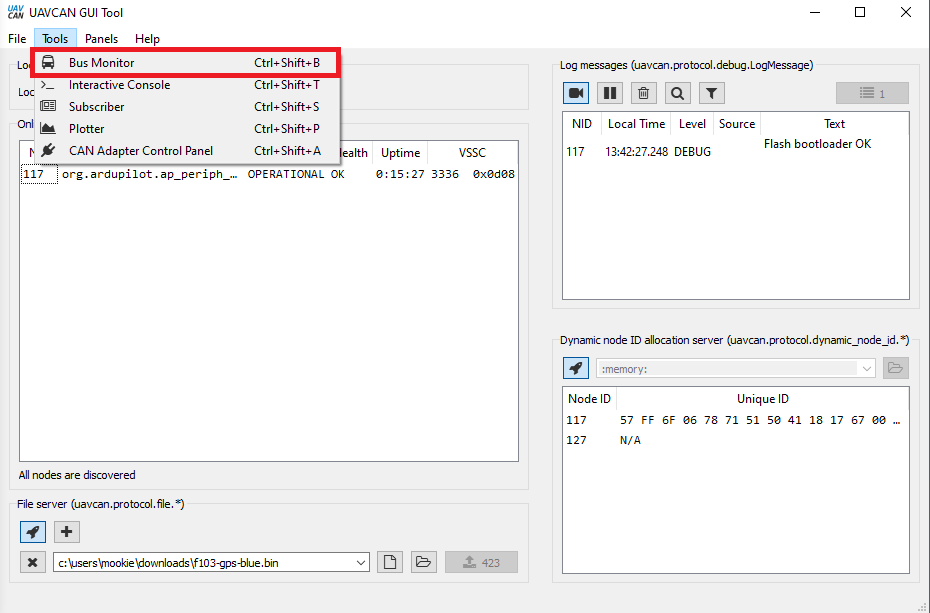 UAV
CAN
UAVCAN GUI Tool
File Tools Panels Help
Bus Monitor Ctrl+Shift+B
Interactive Console Ctrl+Shift+T
Subscriber Ctrl+Shift+S
Plotter Ctrl+Shift+P
CAN Adapter Control Panel Ctrl+Shift+A
Lo
Loc
Onl
N ealth Uptime VSSC
117 org.ardupilot.ap_periph_… OPERATIONAL OK 0:15:27 3336 0x0d08
All nodes are discovered
File server (uavcan.protocol.file.*)
c:\users\mookie\downloads\f103-gps-blue.bin
423
Log messages (uavcan.protocol.debug.LogMessage)
1
NID Local Time Level Source Text
117 13:42:27.248 DEBUG Flash bootloader OK
Dynamic node ID allocation server (uavcan.protocol.dynamic_node_id.*)
:memory:
Node ID Unique ID
117 57 FF 6F 06 78 71 51 50 41 18 17 67 00 …
127 N/A